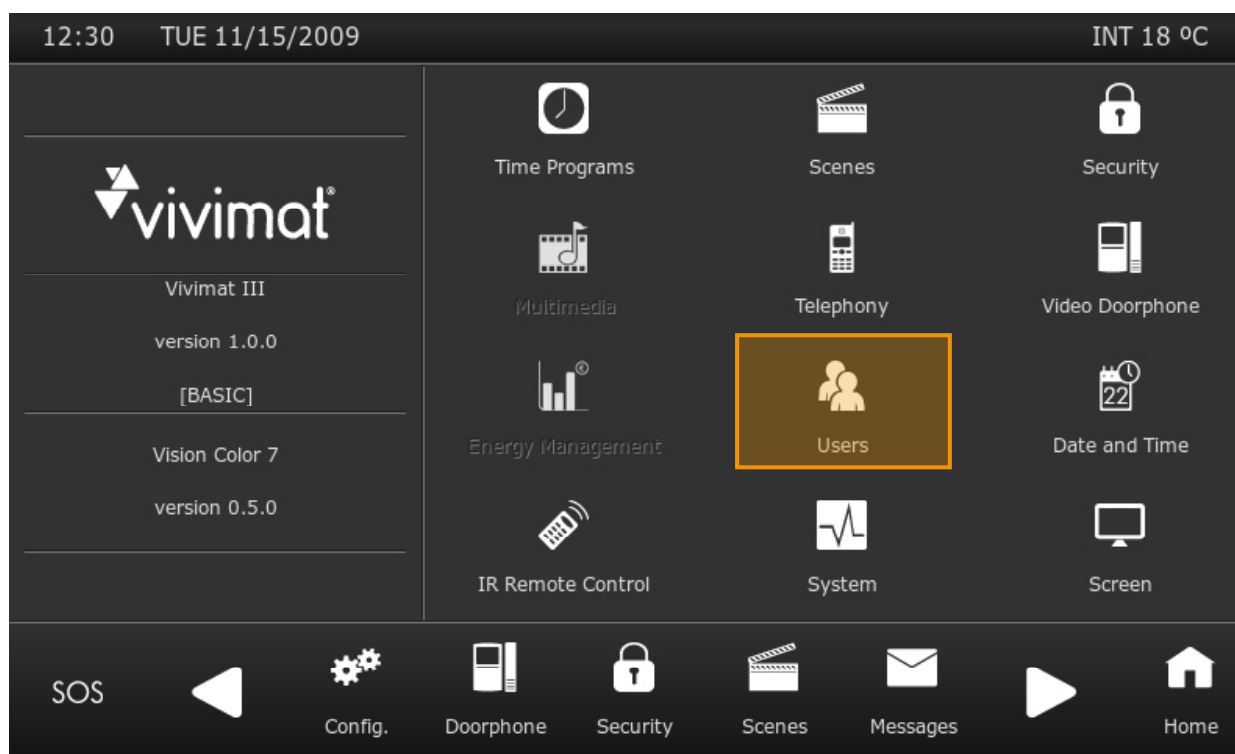 12:30 TUE 11/15/2009 INT 18 ºC
vivimat®
Vivimat III
version 1.0.0
[BASIC]
Vision Color 7
version 0.5.0
Time Programs Scenes Security
Multimedia Telephony Video Doorphone
22
Energy Management Users Date and Time
IR Remote Control System Screen
SOS
Config. Doorphone Security Scenes Messages Home